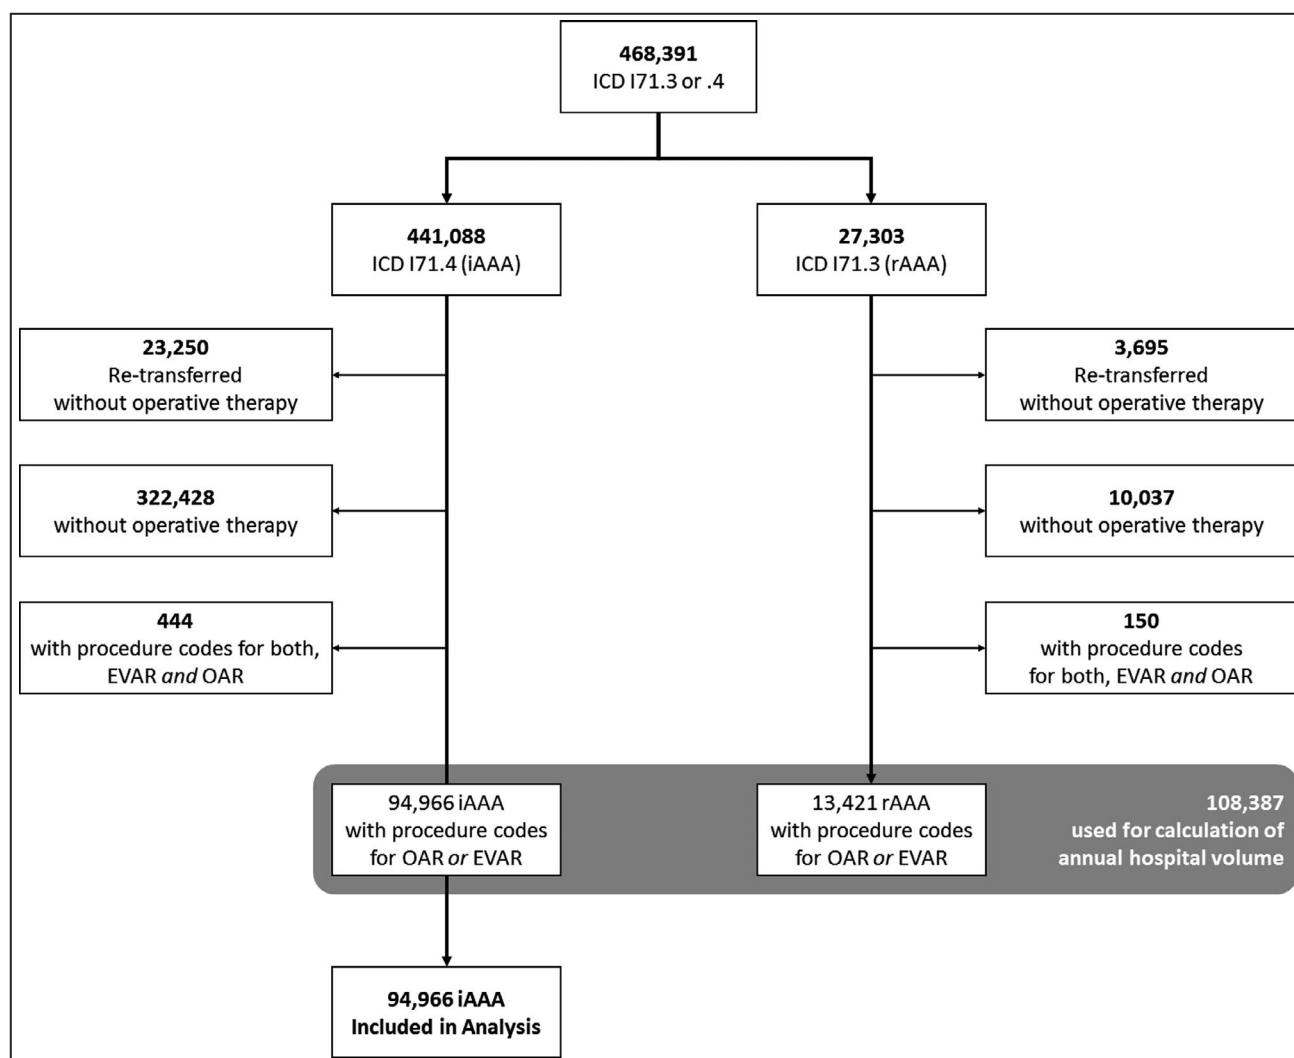 468,391
ICD I71.3 or .4
441,088
ICD I71.4 (iAAA)
27,303
ICD I71.3 (rAAA)
23,250
Re-transferred
without operative therapy
3,695
Re-transferred
without operative therapy
322,428
without operative therapy
10,037
without operative therapy
444
with procedure codes for both,
EVAR and OAR
150
with procedure codes
for both, EVAR and OAR
94,966 iAAA
with procedure codes
for OAR or EVAR
13,421 rAAA
with procedure codes
for OAR or EVAR
108,387
used for calculation of
annual hospital volume
94,966 iAAA
Included in Analysis